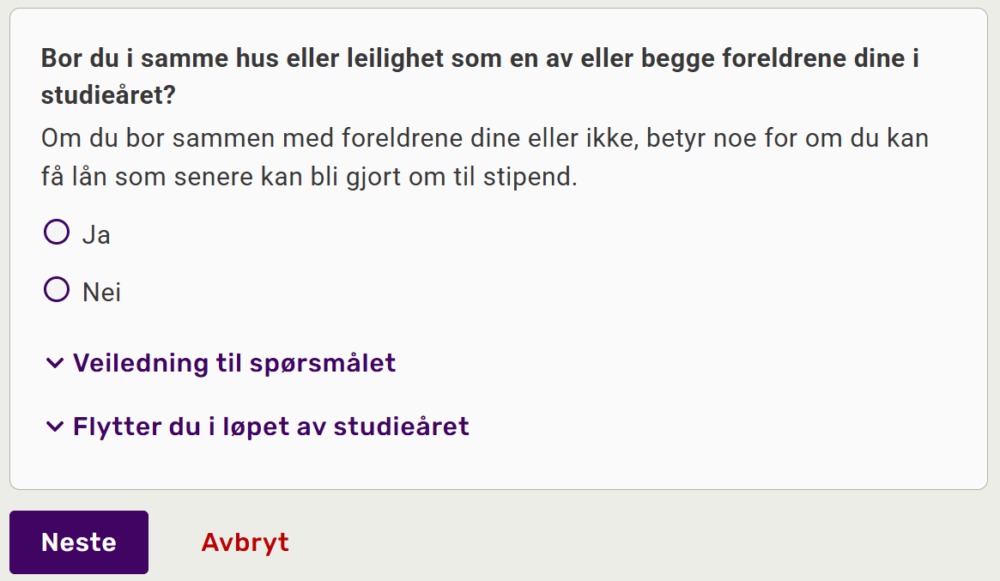 Bor du i samme hus eller leilighet som en av eller begge foreldrene dine i
studieåret?
Om du bor sammen med foreldrene dine eller ikke, betyr noe for om du kan
få lån som senere kan bli gjort om til stipend.
Ja
Nei
Veiledning til spørsmålet
Flytter du i løpet av studieåret
Neste Avbryt